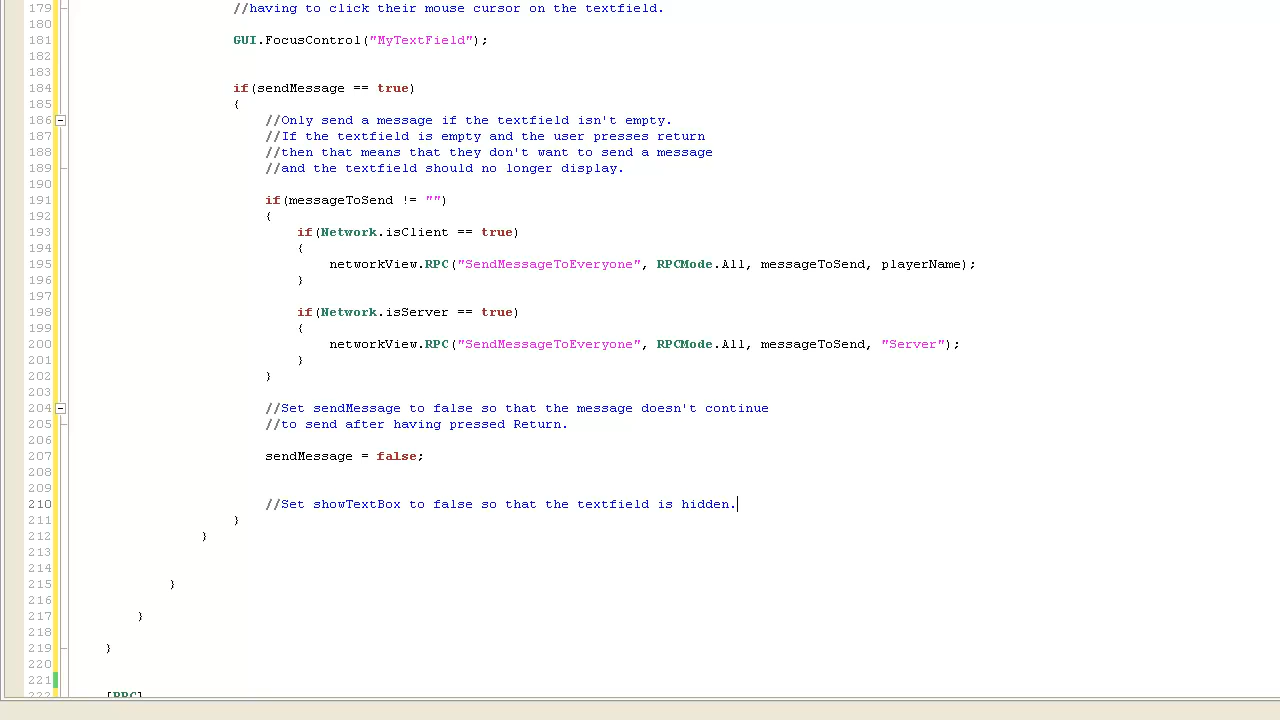 179 //having to click their mouse cursor on the textfield.
180
181 GUI.FocusControl("MyTextField");
182
183
184 if(sendMessage == true)
185 {
186 //Only send a message if the textfield isn't empty.
187 //If the textfield is empty and the user presses return
188 //then that means that they don't want to send a message
189 //and the textfield should no longer display.
190
191 if(messageToSend != "")
192 {
193 if(Network.isClient == true)
194 {
195 networkView.RPC("SendMessageToEveryone", RPCMode.All, messageToSend, playerName);
196 }
197
198 if(Network.isServer == true)
199 {
200 networkView.RPC("SendMessageToEveryone", RPCMode.All, messageToSend, "Server");
201 }
202 }
203
204 //Set sendMessage to false so that the message doesn't continue
205 //to send after having pressed Return.
206
207 sendMessage = false;
208
209
210 //Set showTextBox to false so that the textfield is hidden.
211 }
212 }
213
214
215 }
216
217 }
218
219 }
220
221
222 [RPC]